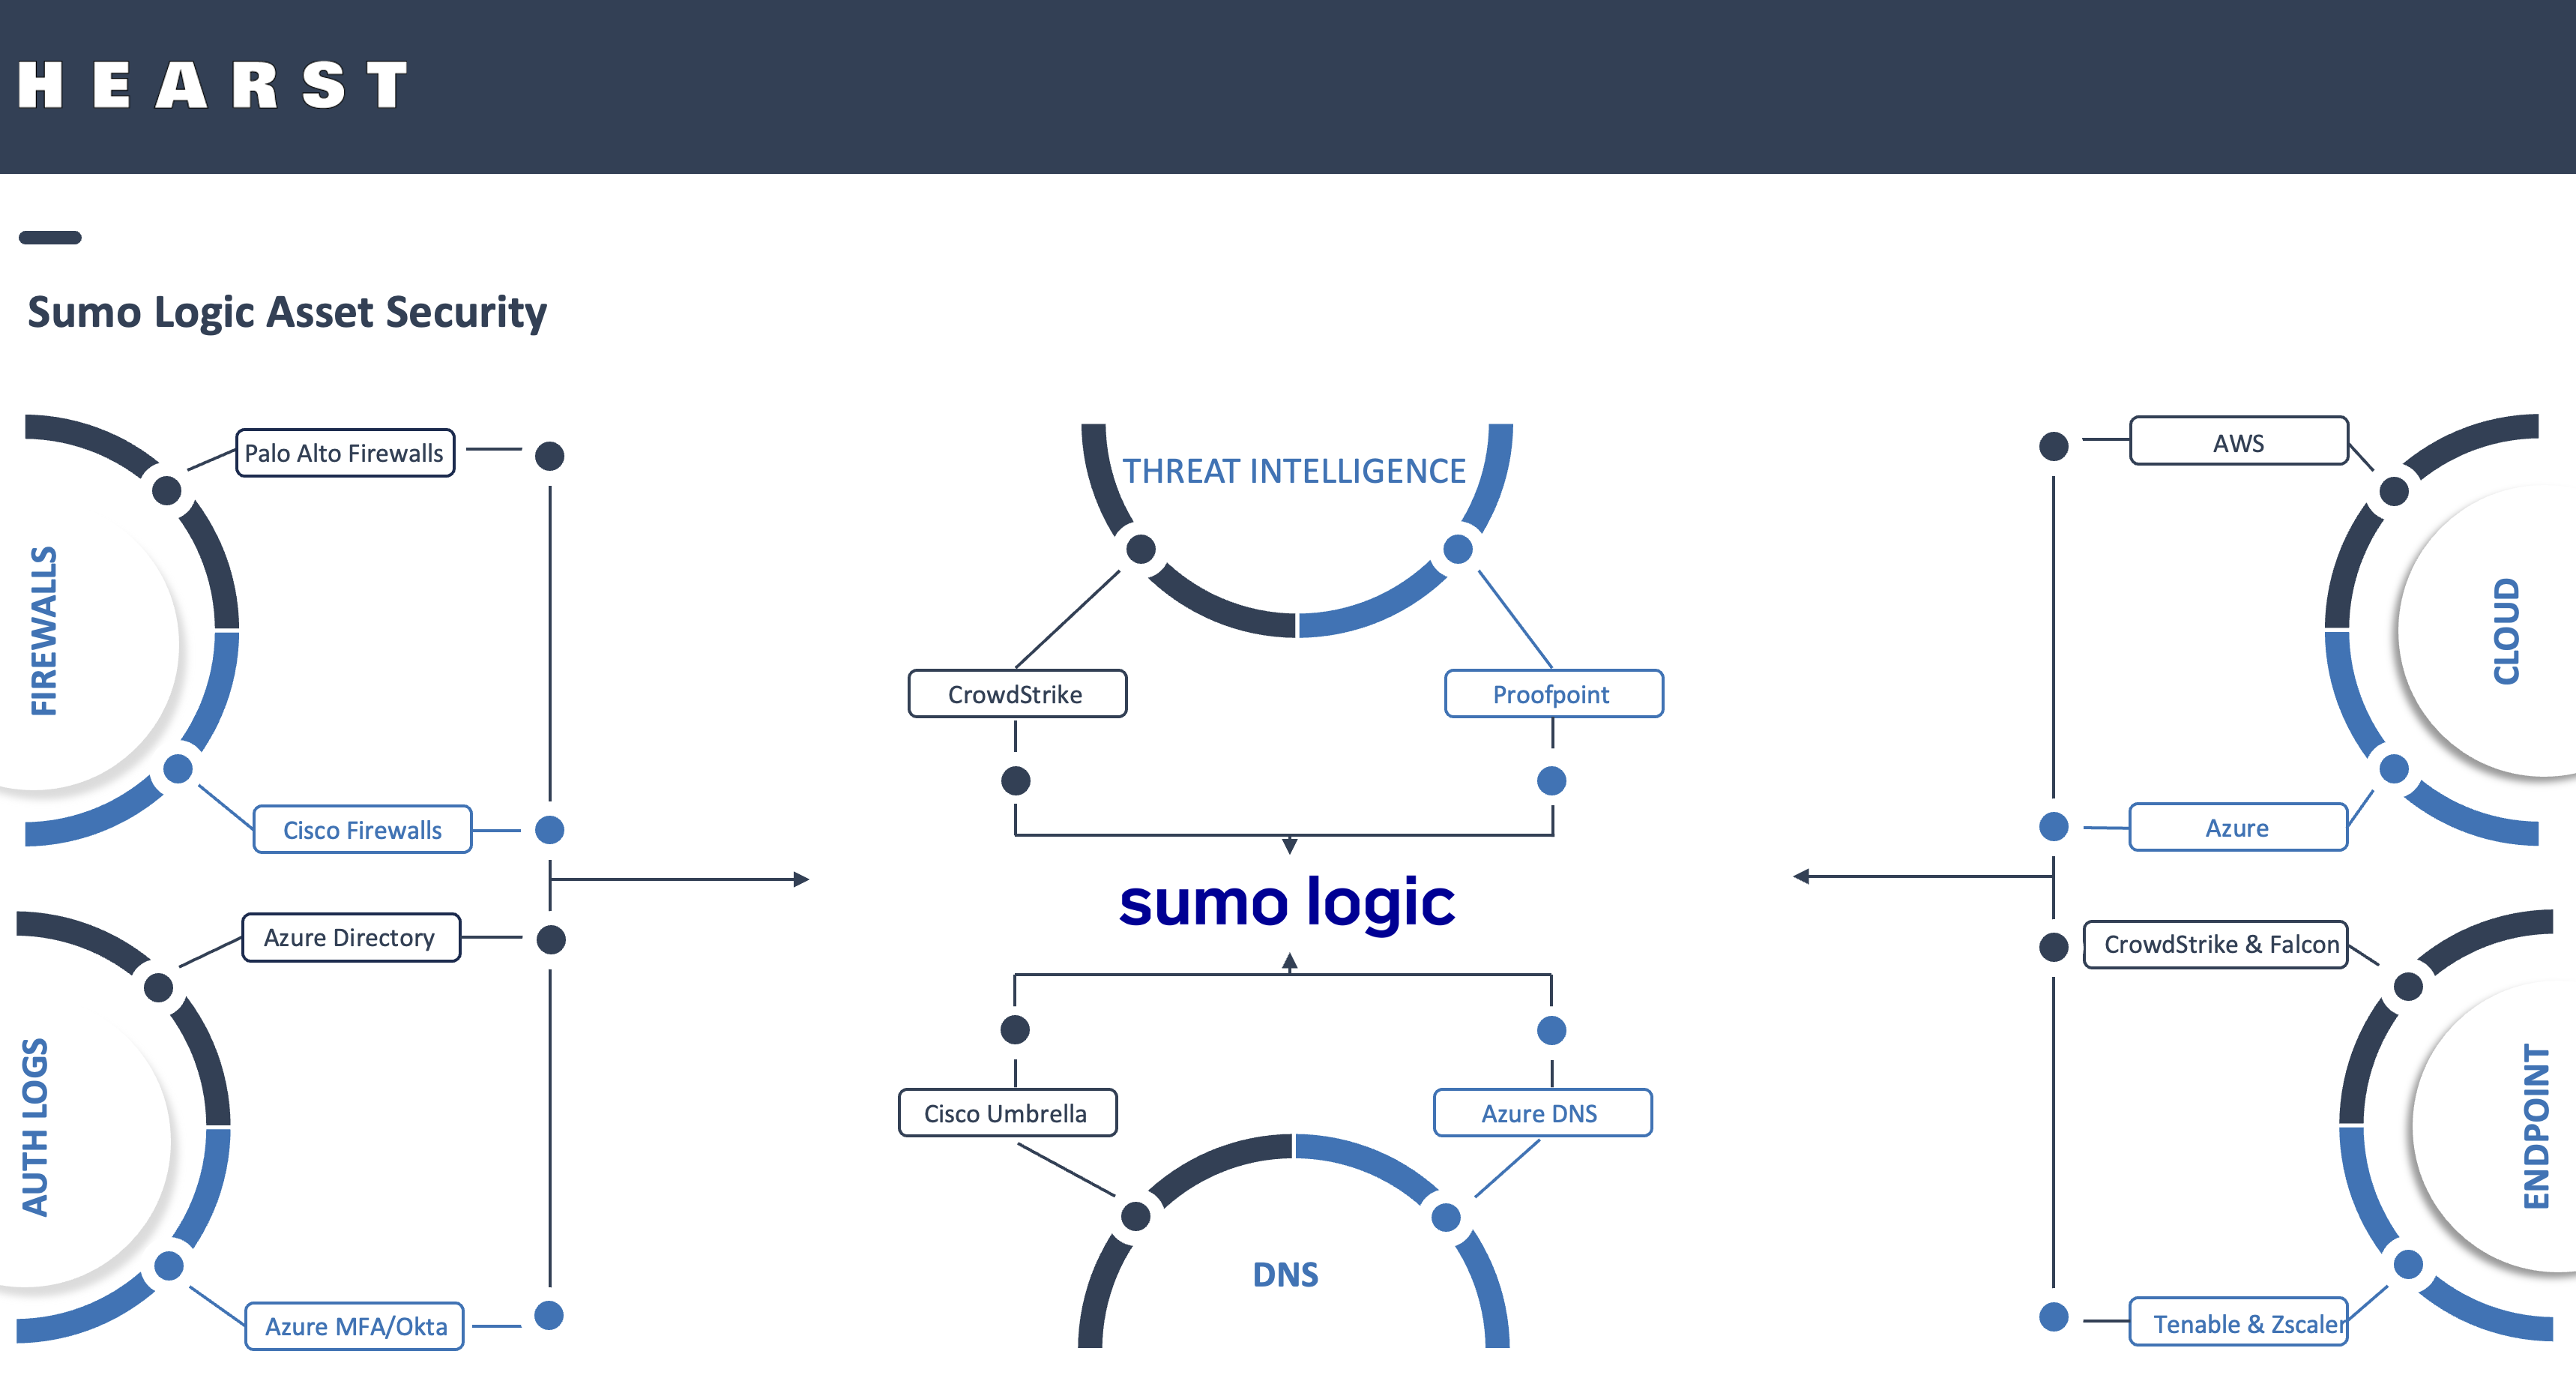 HEARST
Sumo Logic Asset Security
FIREWALLS
Palo Alto Firewalls
Cisco Firewalls
AUTH LOGS
Azure Directory
Azure MFA/Okta
THREAT INTELLIGENCE
CrowdStrike
Proofpoint
sumo logic
Cisco Umbrella
Azure DNS
DNS
AWS
Azure
CLOUD
CrowdStrike & Falcon
Tenable & Zscaler
ENDPOINT